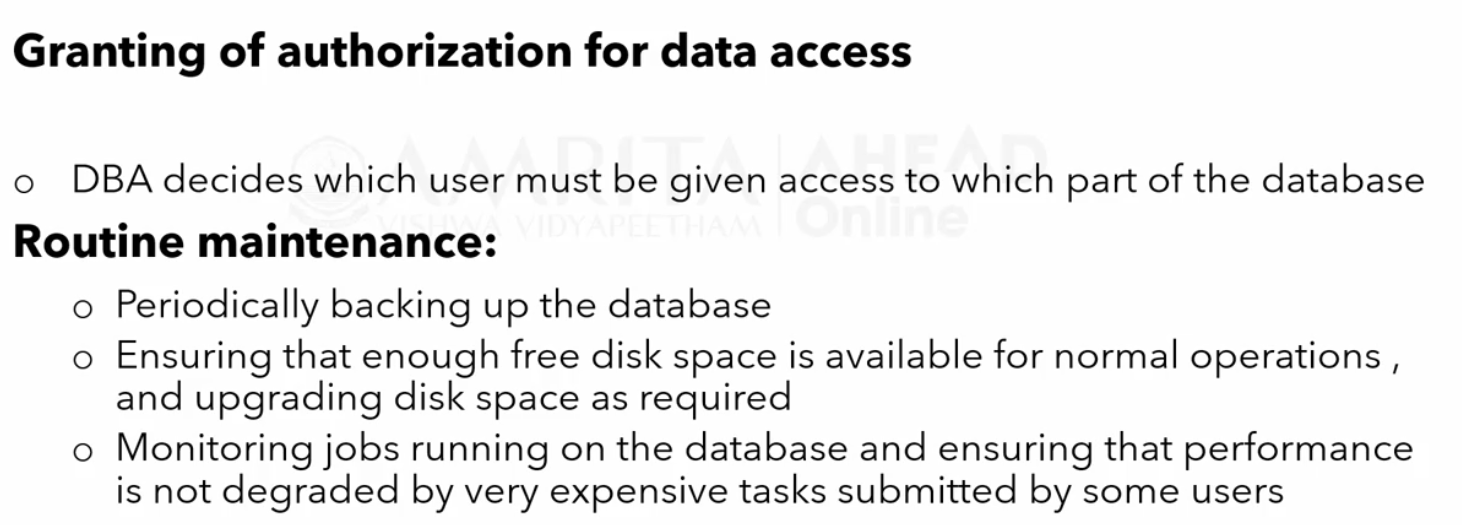 Granting of authorization for data access
AMRITA AHEAD
o DBA decides which user must be given access to which part of the database
VISHWA VIDYAPEETHAM Online
Routine maintenance:
o Periodically backing up the database
o Ensuring that enough free disk space is available for normal operations ,
and upgrading disk space as required
o Monitoring jobs running on the database and ensuring that performance
is not degraded by very expensive tasks submitted by some users